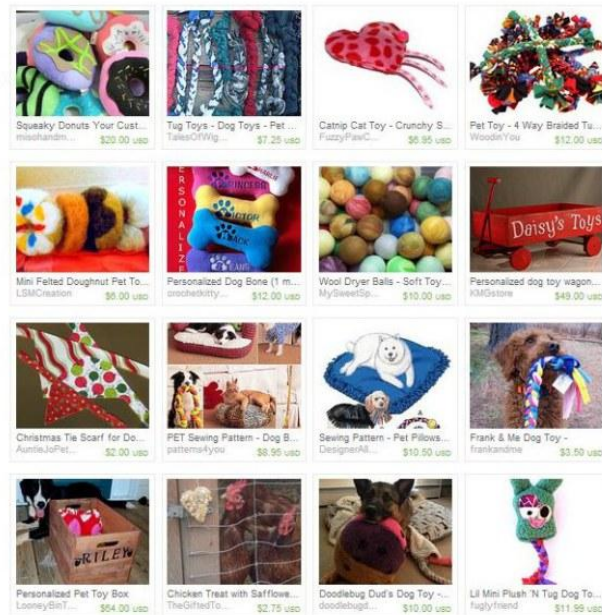 Squeaky Donuts Your Cust...
misohandm...
$20.00 USD
Tug Toys - Dog Toys - Pet ...
TalesOfWig...
$7.25 USD
Catnip Cat Toy - Crunchy S...
FuzzyPawC...
$6.95 USD
Pet Toy - 4 Way Braided Tu...
WoodinYou
$12.00 USD
PERSONALIZE
PRINCESS
VICTOR
JACK
Daisy's Toys
Mini Felted Doughnut Pet To...
LSMCreation
$6.00 USD
Personalized Dog Bone (1 m...
crochetkitty...
$12.00 USD
Wool Dryer Balls - Soft Toy...
MySweetSp...
$10.00 USD
Personalized dog toy wagon...
KMGstore
$49.00 USD
Christmas Tie Scarf for Do...
AuntieJoPet...
$2.00 USD
PET Sewing Pattern - Dog B...
patterns4you
$8.95 USD
Sewing Pattern - Pet Pillows...
DesignerAll...
$10.50 USD
Frank & Me Dog Toy -
frankandme
$3.50 USD
RILEY
Personalized Pet Toy Box
LooneyBinT...
$64.00 USD
Chicken Treat with Safflowe...
TheGiftedTo...
$2.75 USD
Doodlebug Dud's Dog Toy -...
doodlebugd...
$10.00 USD
Lil Mini Plush 'N Tug Dog To...
fuglyfriend
$11.99 USD